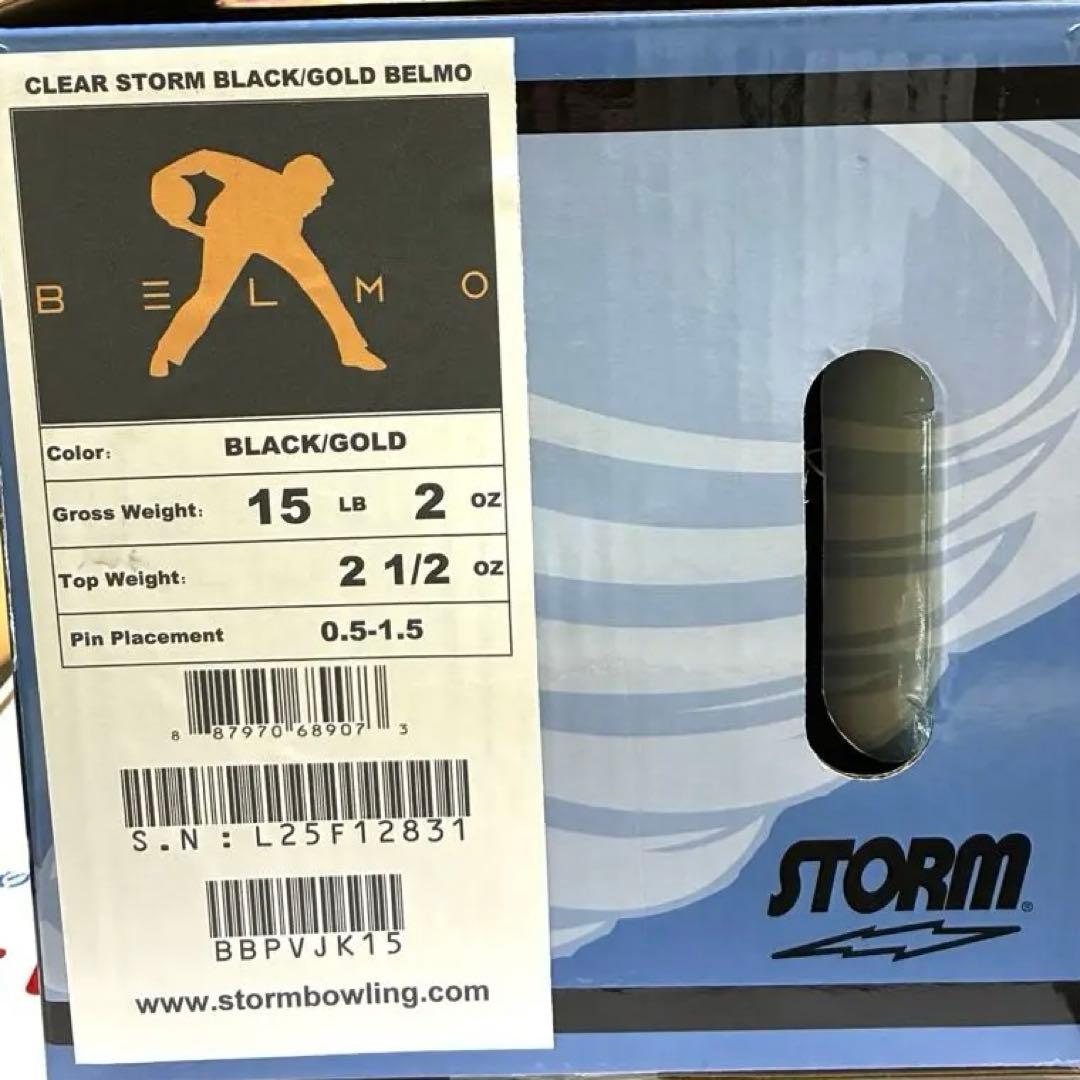 CLEAR STORM BLACK/GOLD BELMO
BELMO
Color: BLACK/GOLD
Gross Weight: 15 LB 2 OZ
Top Weight: 2 1/2 OZ
Pin Placement 0.5-1.5
8 87970 68907 3
S.N : L25F12831
BBPVJK15
www.stormbowling.com
STORM®